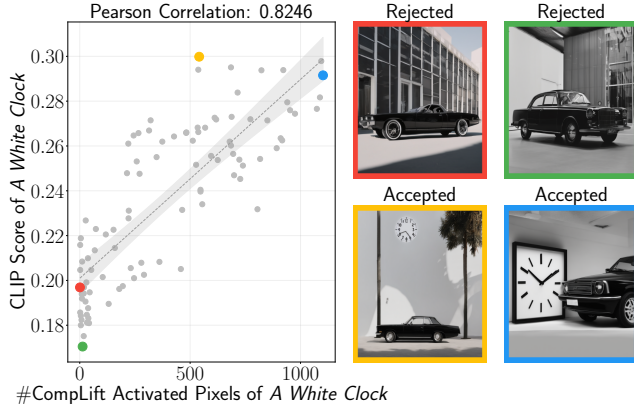 Pearson Correlation: 0.8246
Rejected
Rejected
0.30
0.28
0.26
0.24
0.22
0.20
0.18
CLIP Score of A White Clock
Accepted
Accepted
0
500
1000
#CompLift Activated Pixels of A White Clock